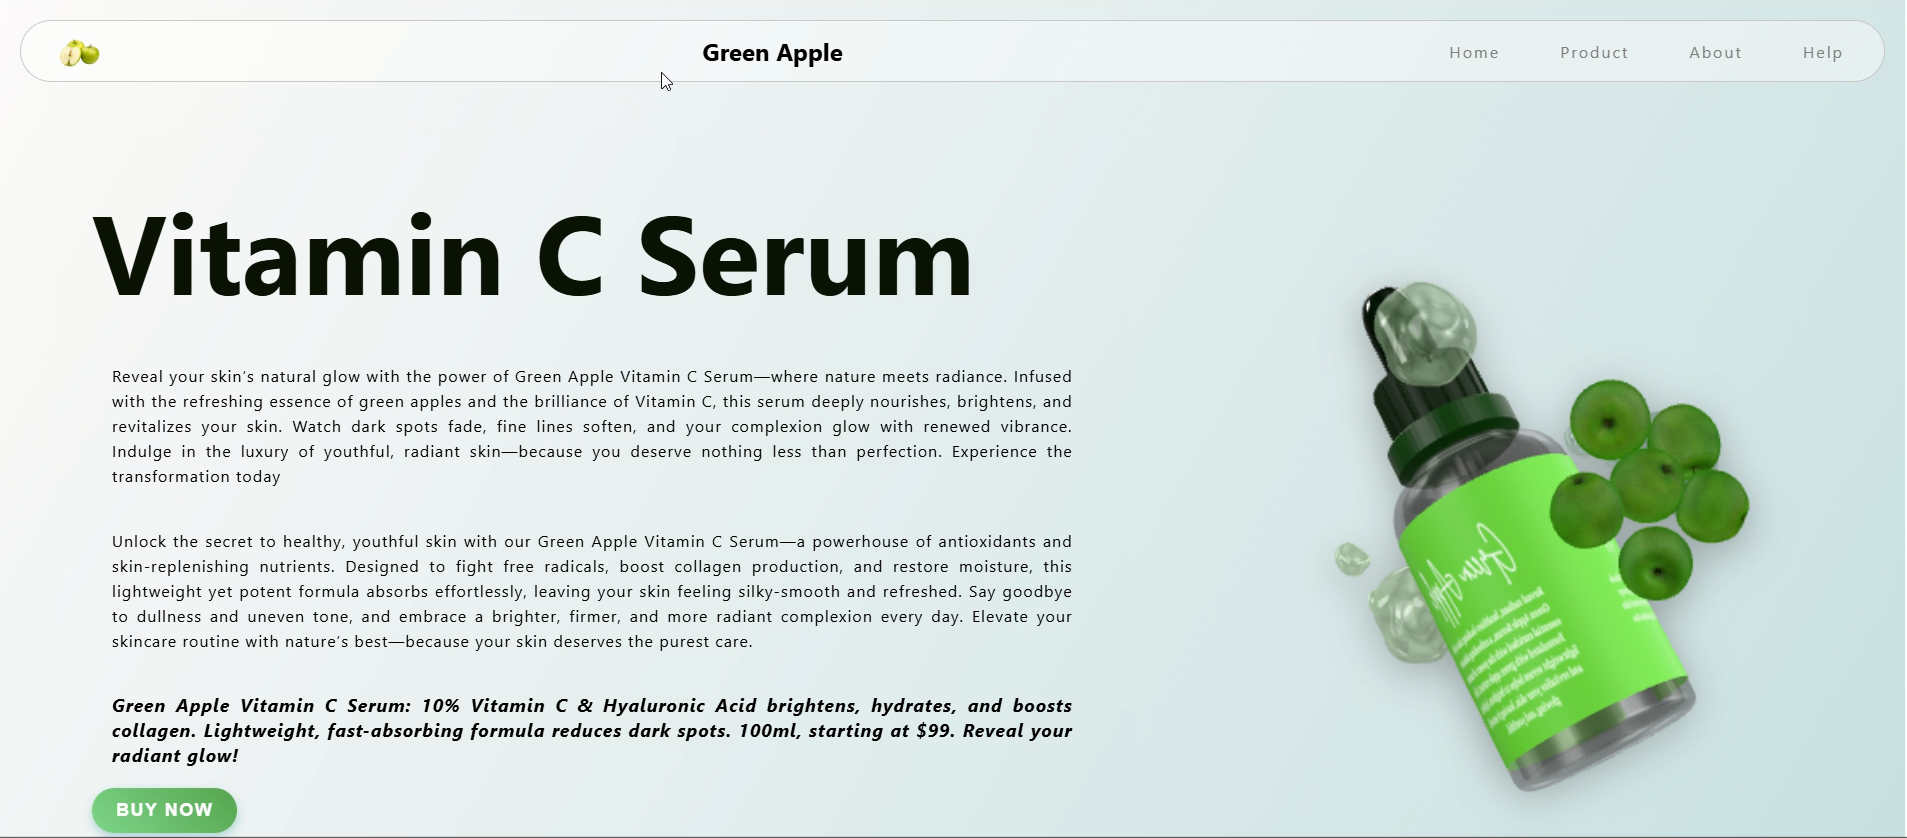 Green Apple
Home
Product
About
Help
Vitamin C Serum
Reveal your skin's natural glow with the power of Green Apple Vitamin C Serum—where nature meets radiance. Infused
with the refreshing essence of green apples and the brilliance of Vitamin C, this serum deeply nourishes, brightens, and
revitalizes your skin. Watch dark spots fade, fine lines soften, and your complexion glow with renewed vibrance.
Indulge in the luxury of youthful, radiant skin—because you deserve nothing less than perfection. Experience the
transformation today
Unlock the secret to healthy, youthful skin with our Green Apple Vitamin C Serum—a powerhouse of antioxidants and
skin-replenishing nutrients. Designed to fight free radicals, boost collagen production, and restore moisture, this
lightweight yet potent formula absorbs effortlessly, leaving your skin feeling silky-smooth and refreshed. Say goodbye
to dullness and uneven tone, and embrace a brighter, firmer, and more radiant complexion every day. Elevate your
skincare routine with nature's best—because your skin deserves the purest care.
Green Apple Vitamin C Serum: 10% Vitamin C & Hyaluronic Acid brightens, hydrates, and boosts
collagen. Lightweight, fast-absorbing formula reduces dark spots. 100ml, starting at $99. Reveal your
radiant glow!
BUY NOW
Green Apple